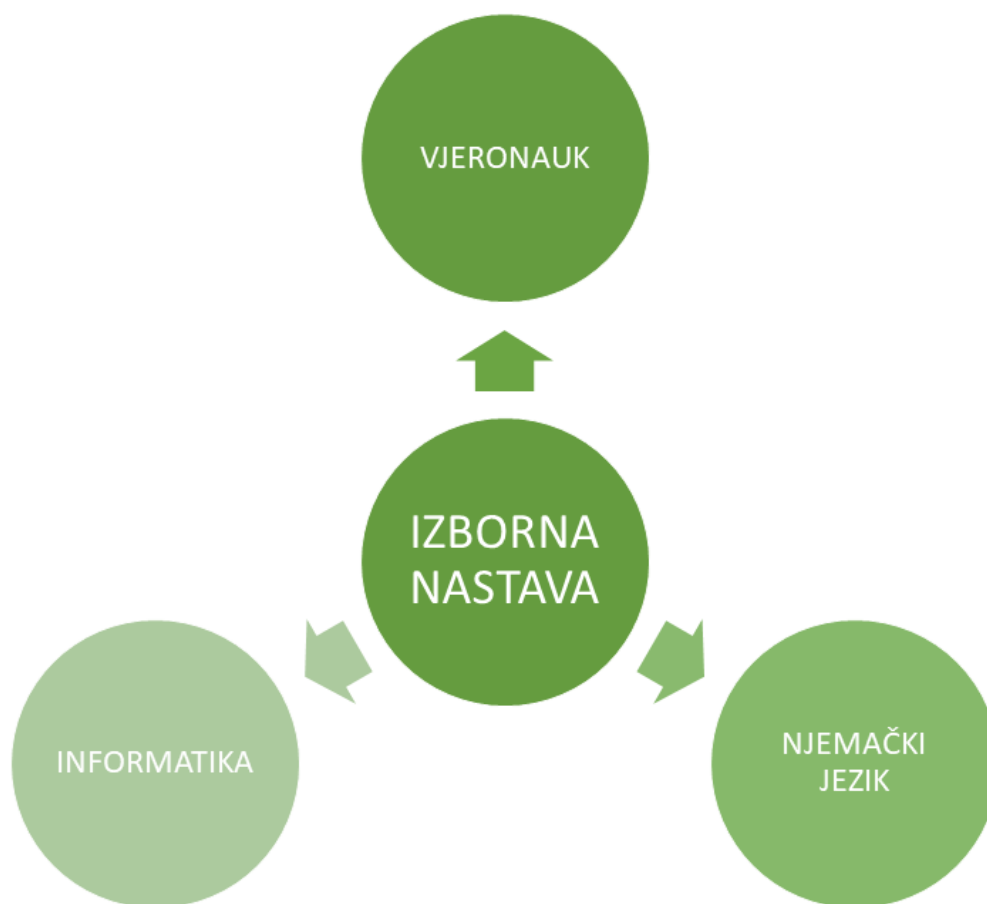 VJERONAUK
IZBORNA
NASTAVA
INFORMATIKA
NJEMAČKI
JEZIK